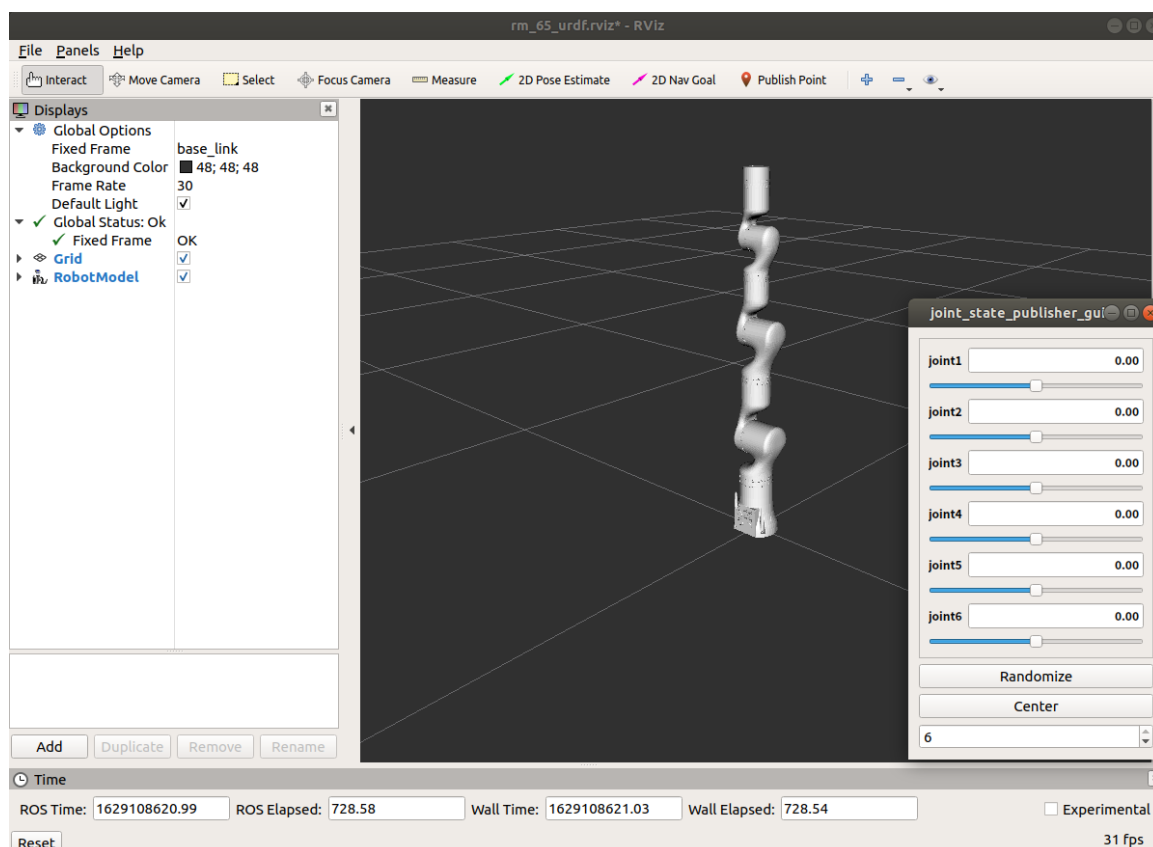 rm_65_urdf.rviz* - RViz
File Panels Help
Interact Move Camera Select Focus Camera Measure 2D Pose Estimate 2D Nav Goal Publish Point
Displays
Global Options
Fixed Frame base_link
Background Color 48; 48; 48
Frame Rate 30
Default Light
Global Status: Ok
Fixed Frame OK
Grid
RobotModel
joint_state_publisher_gui
joint1 0.00
joint2 0.00
joint3 0.00
joint4 0.00
joint5 0.00
joint6 0.00
Randomize
Center
6
Add Duplicate Remove Rename
Time
ROS Time: 1629108620.99 ROS Elapsed: 728.58 Wall Time: 1629108621.03 Wall Elapsed: 728.54 Experimental
Reset 31 fps